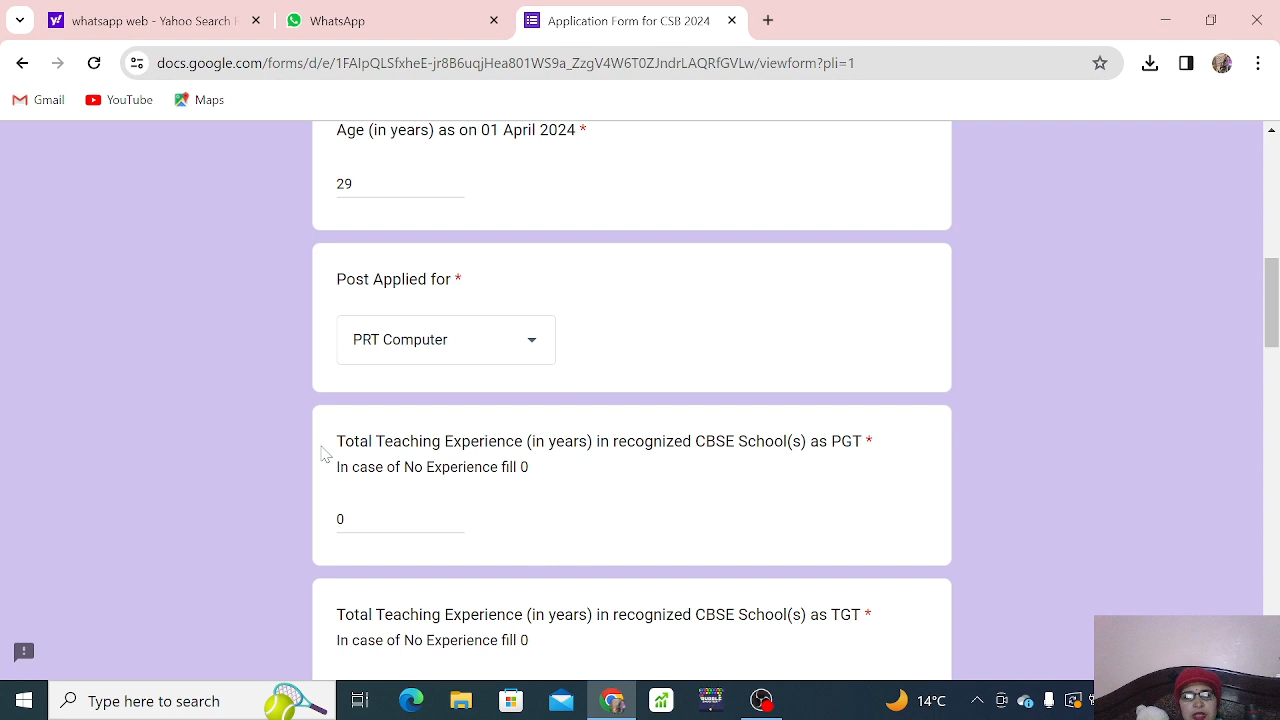 whatsapp web - Yahoo Search
WhatsApp
Application Form for CSB 2024
docs.google.com/forms/d/e/1FAIpQLSfxheE-jr8B6uqjHea801WS9a_ZzgV4W6T0ZJndrLAQRfGVLw/viewform?pli=1
Gmail
YouTube
Maps
Age (in years) as on 01 April 2024 *
29
Post Applied for *
PRT Computer
Total Teaching Experience (in years) in recognized CBSE School(s) as PGT *
In case of No Experience fill 0
0
Total Teaching Experience (in years) in recognized CBSE School(s) as TGT *
In case of No Experience fill 0
Type here to search
14°C